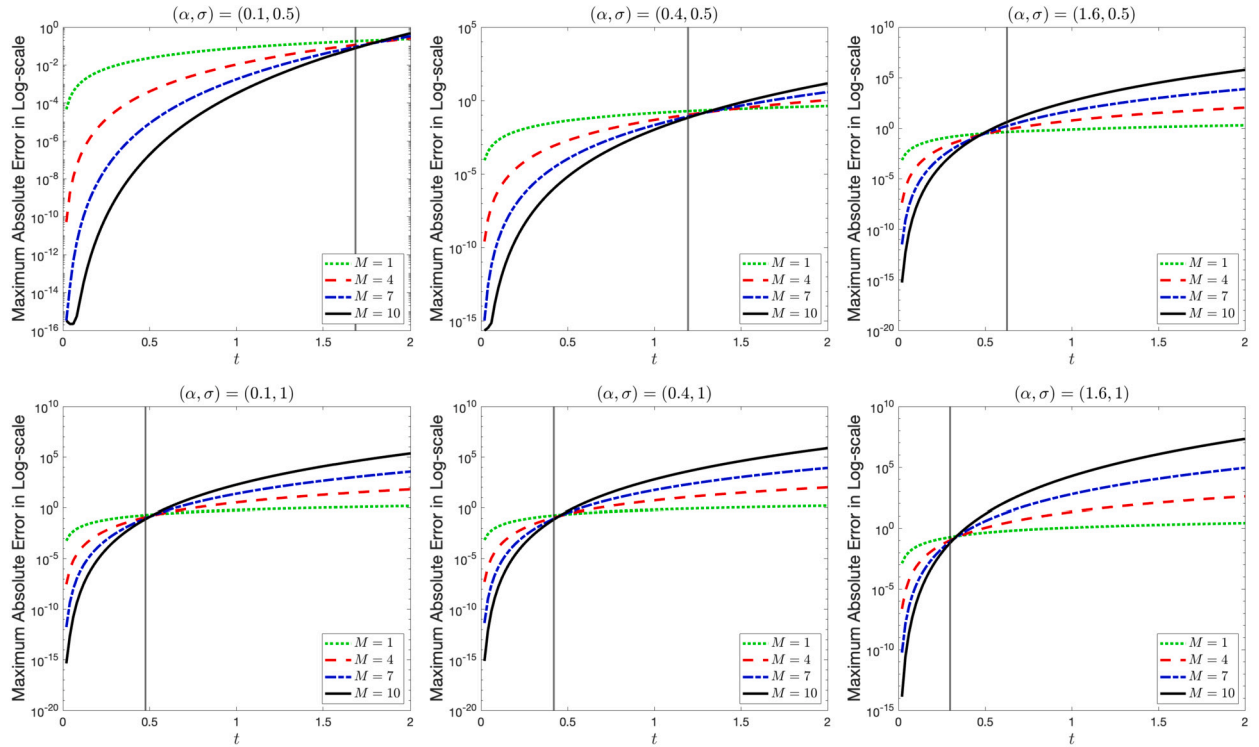 (α, σ) = (0.1, 0.5)
Maximum Absolute Error in Log-scale
10^0
10^-2
10^-4
10^-6
10^-8
10^-10
10^-12
10^-14
10^-16
M = 1
M = 4
M = 7
M = 10
0 0.5 1 1.5 2
t
(α, σ) = (0.4, 0.5)
Maximum Absolute Error in Log-scale
10^5
10^0
10^-5
10^-10
10^-15
M = 1
M = 4
M = 7
M = 10
0 0.5 1 1.5 2
t
(α, σ) = (1.6, 0.5)
Maximum Absolute Error in Log-scale
10^10
10^5
10^0
10^-5
10^-10
10^-15
10^-20
M = 1
M = 4
M = 7
M = 10
0 0.5 1 1.5 2
t
(α, σ) = (0.1, 1)
Maximum Absolute Error in Log-scale
10^10
10^5
10^0
10^-5
10^-10
10^-15
10^-20
M = 1
M = 4
M = 7
M = 10
0 0.5 1 1.5 2
t
(α, σ) = (0.4, 1)
Maximum Absolute Error in Log-scale
10^10
10^5
10^0
10^-5
10^-10
10^-15
10^-20
M = 1
M = 4
M = 7
M = 10
0 0.5 1 1.5 2
t
(α, σ) = (1.6, 1)
Maximum Absolute Error in Log-scale
10^10
10^5
10^0
10^-5
10^-10
10^-15
M = 1
M = 4
M = 7
M = 10
0 0.5 1 1.5 2
t